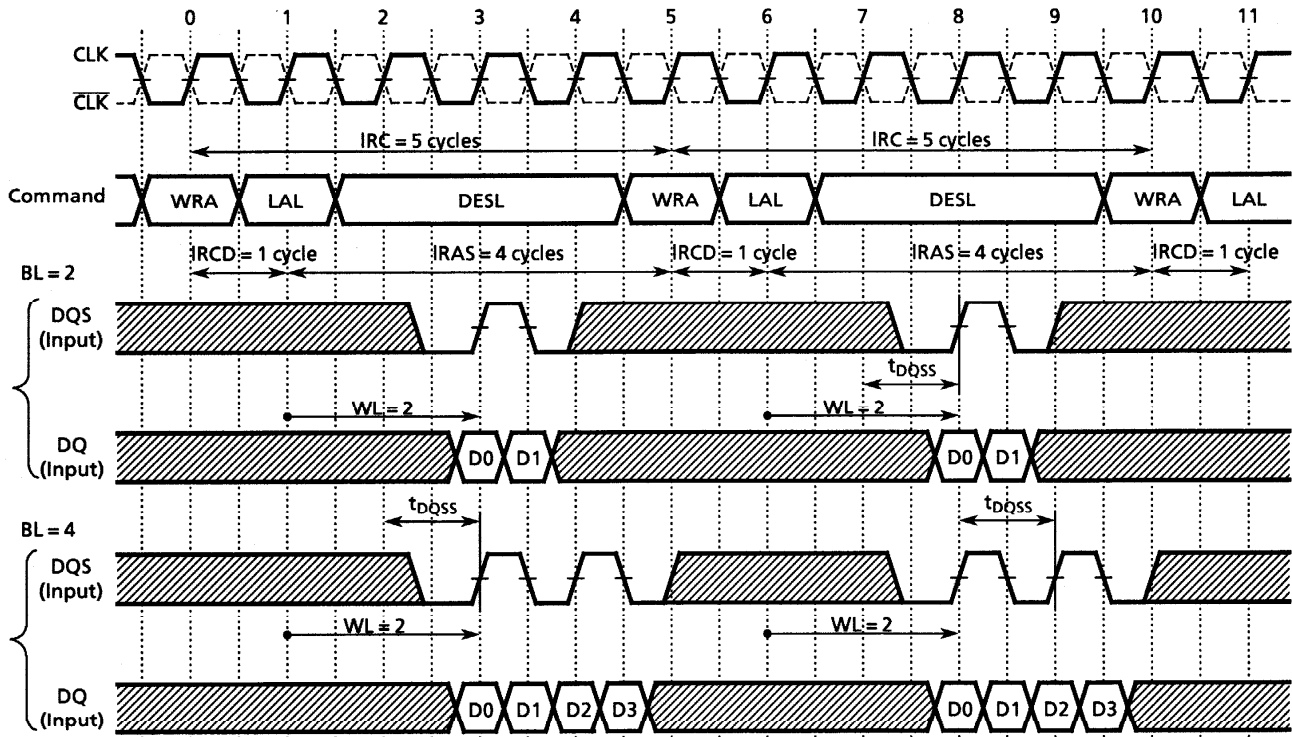 0 1 2 3 4 5 6 7 8 9 10 11
CLK
CLK
IRC = 5 cycles IRC = 5 cycles
Command WRA LAL DESL WRA LAL DESL WRA LAL
IRCD = 1 cycle IRAS = 4 cycles IRCD = 1 cycle IRAS = 4 cycles IRCD = 1 cycle
BL = 2
DQS
(Input)
tDQSS
WL = 2 WL = 2
DQ
(Input)
D0 D1 D0 D1
tDQSS tDQSS
BL = 4
DQS
(Input)
WL = 2 WL = 2
DQ
(Input)
D0 D1 D2 D3 D0 D1 D2 D3